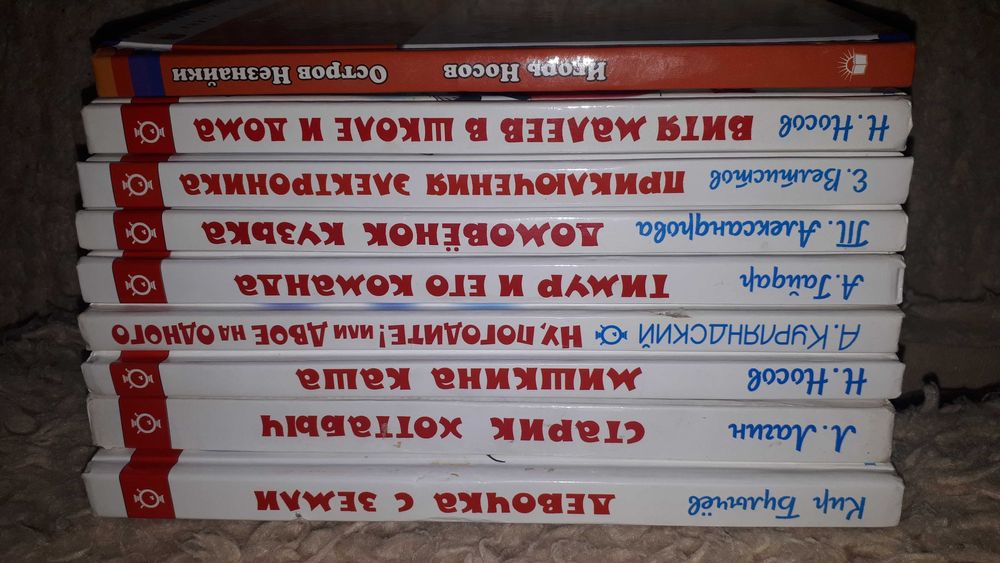 Игорь Носов Остров Незнайки
Н. Носов ВИТЯ МАЛЕЕВ В ШКОЛЕ И ДОМА
Е. Велтистов ПРИКЛЮЧЕНИЯ ЭЛЕКТРОНИКА
Т. Александрова ДОМОВЁНОК КУЗЬКА
А. Гайдар ТИМУР И ЕГО КОМАНДА
А. КУРЛЯНДСКИЙ НУ, ПОГОДИТЕ! ИЛИ ДВОЕ НА ОДНОГО
Н. Носов МИШКИНА КАША
Л. Лагин СТАРИК ХОТТАБЫЧ
Кир Булычёв ДЕВОЧКА С ЗЕМЛИ